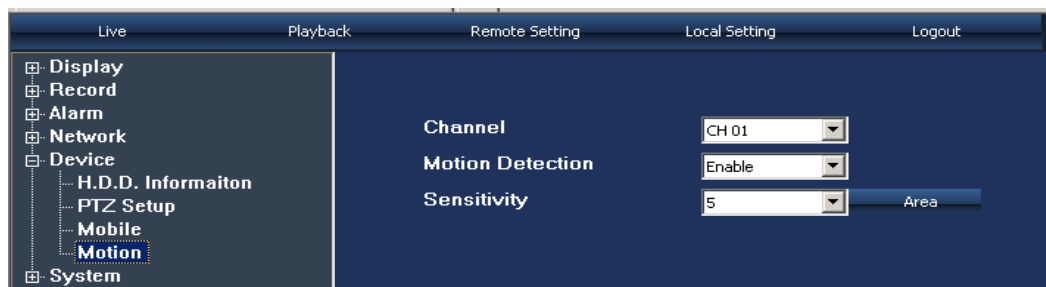 Live Playback Remote Setting Local Setting Logout
Display
Record
Alarm
Network
Device
H.D.D. Informaiton
PTZ Setup
Mobile
Motion
System
Channel CH 01
Motion Detection Enable
Sensitivity 5 Area